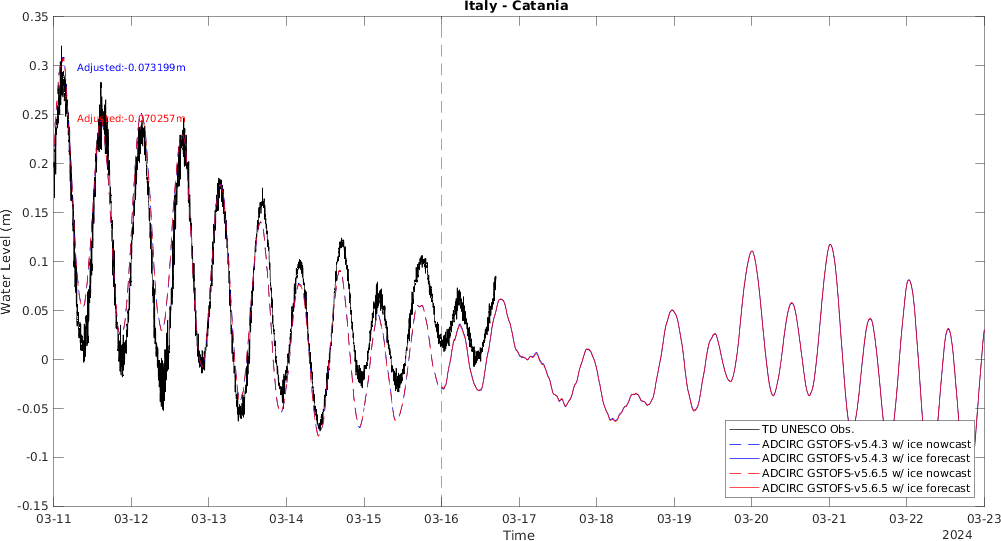 Italy - Catania
0.35
0.3
0.25
0.2
0.15
0.1
0.05
0
-0.05
-0.1
-0.15
Water Level (m)
Adjusted:-0.073199m
Adjusted:-0.070257m
TD UNESCO Obs.
ADCIRC GSTOFS-v5.4.3 w/ ice nowcast
ADCIRC GSTOFS-v5.4.3 w/ ice forecast
ADCIRC GSTOFS-v5.6.5 w/ ice nowcast
ADCIRC GSTOFS-v5.6.5 w/ ice forecast
03-11 03-12 03-13 03-14 03-15 03-16 03-17 03-18 03-19 03-20 03-21 03-22 03-23
Time
2024